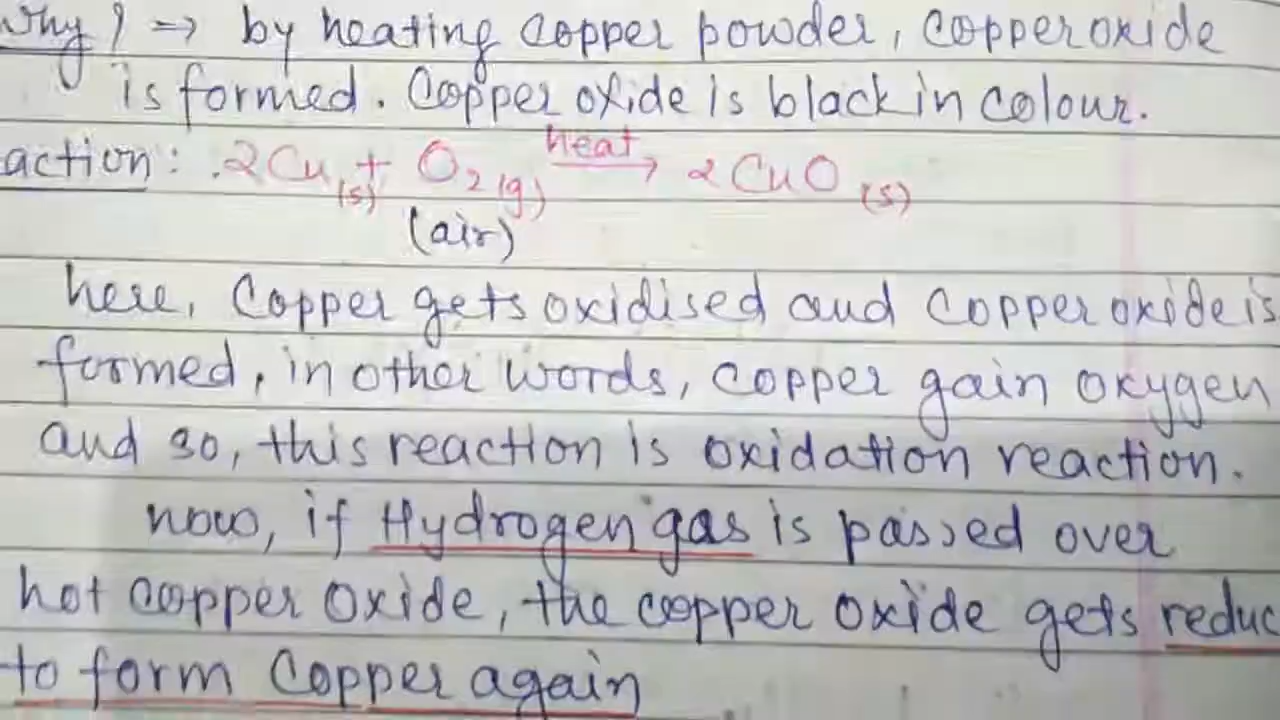 Why? => by heating copper powder, copper oxide
is formed. Copper oxide is black in colour.
action: 2Cu(s) + O2(g) heat→ 2CuO(s)
(air)
here, Copper gets oxidised and copper oxide is
formed, in other words, copper gain oxygen
and so, this reaction is oxidation reaction.
now, if Hydrogen gas is passed over
hot copper oxide, the copper oxide gets reduc
to form Copper again